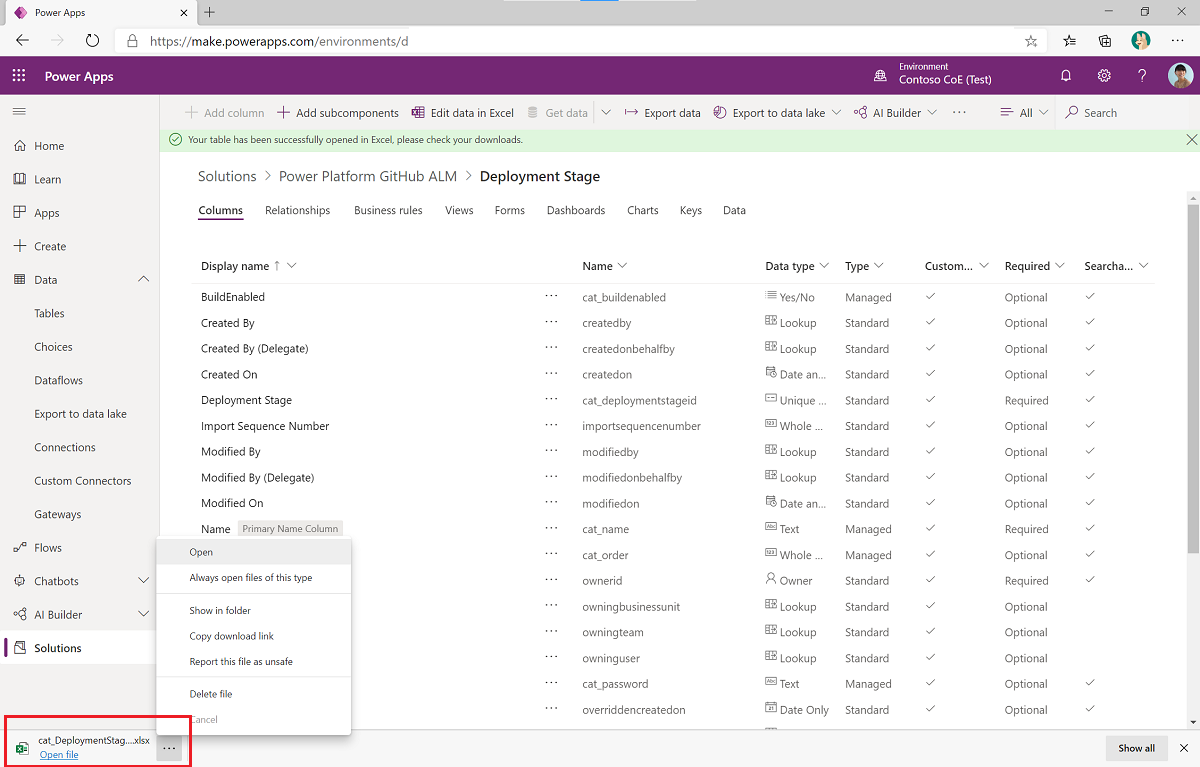 Power Apps
https://make.powerapps.com/environments/d
Power Apps
Environment
Contoso CoE (Test)
Add column
Add subcomponents
Edit data in Excel
Get data
Export data
Export to data lake
AI Builder
All
Search
Your table has been successfully opened in Excel, please check your downloads.
Home
Learn
Apps
Create
Data
Tables
Choices
Dataflows
Export to data lake
Connections
Custom Connectors
Gateways
Flows
Chatbots
AI Builder
Solutions
Solutions > Power Platform GitHub ALM > Deployment Stage
Columns Relationships Business rules Views Forms Dashboards Charts Keys Data
Display name ↑ Name Data type Type Custom... Required Searcha...
BuildEnabled ... cat_buildenabled Yes/No Managed ✓ Optional ✓
Created By ... createdby Lookup Standard ✓ Optional ✓
Created By (Delegate) ... createdonbehalfby Lookup Standard ✓ Optional ✓
Created On ... createdon Date an... Standard ✓ Optional ✓
Deployment Stage ... cat_deploymentstageid Unique ... Standard ✓ Required ✓
Import Sequence Number ... importsequencenumber Whole ... Standard ✓ Optional ✓
Modified By ... modifiedby Lookup Standard ✓ Optional ✓
Modified By (Delegate) ... modifiedonbehalfby Lookup Standard ✓ Optional ✓
Modified On ... modifiedon Date an... Standard ✓ Optional ✓
Name Primary Name Column ... cat_name Text Managed ✓ Required ✓
... cat_order Whole ... Managed ✓ Optional ✓
... ownerid Owner Standard ✓ Required ✓
... owningbusinessunit Lookup Standard ✓ Optional
... owningteam Lookup Standard ✓ Optional
... owninguser Lookup Standard ✓ Optional
... cat_password Text Managed ✓ Optional ✓
... overriddencreatedon Date Only Standard ✓ Optional ✓
Open
Always open files of this type
Show in folder
Copy download link
Report this file as unsafe
Delete file
Cancel
cat_DeploymentStag....xlsx
Open file
...
Show all